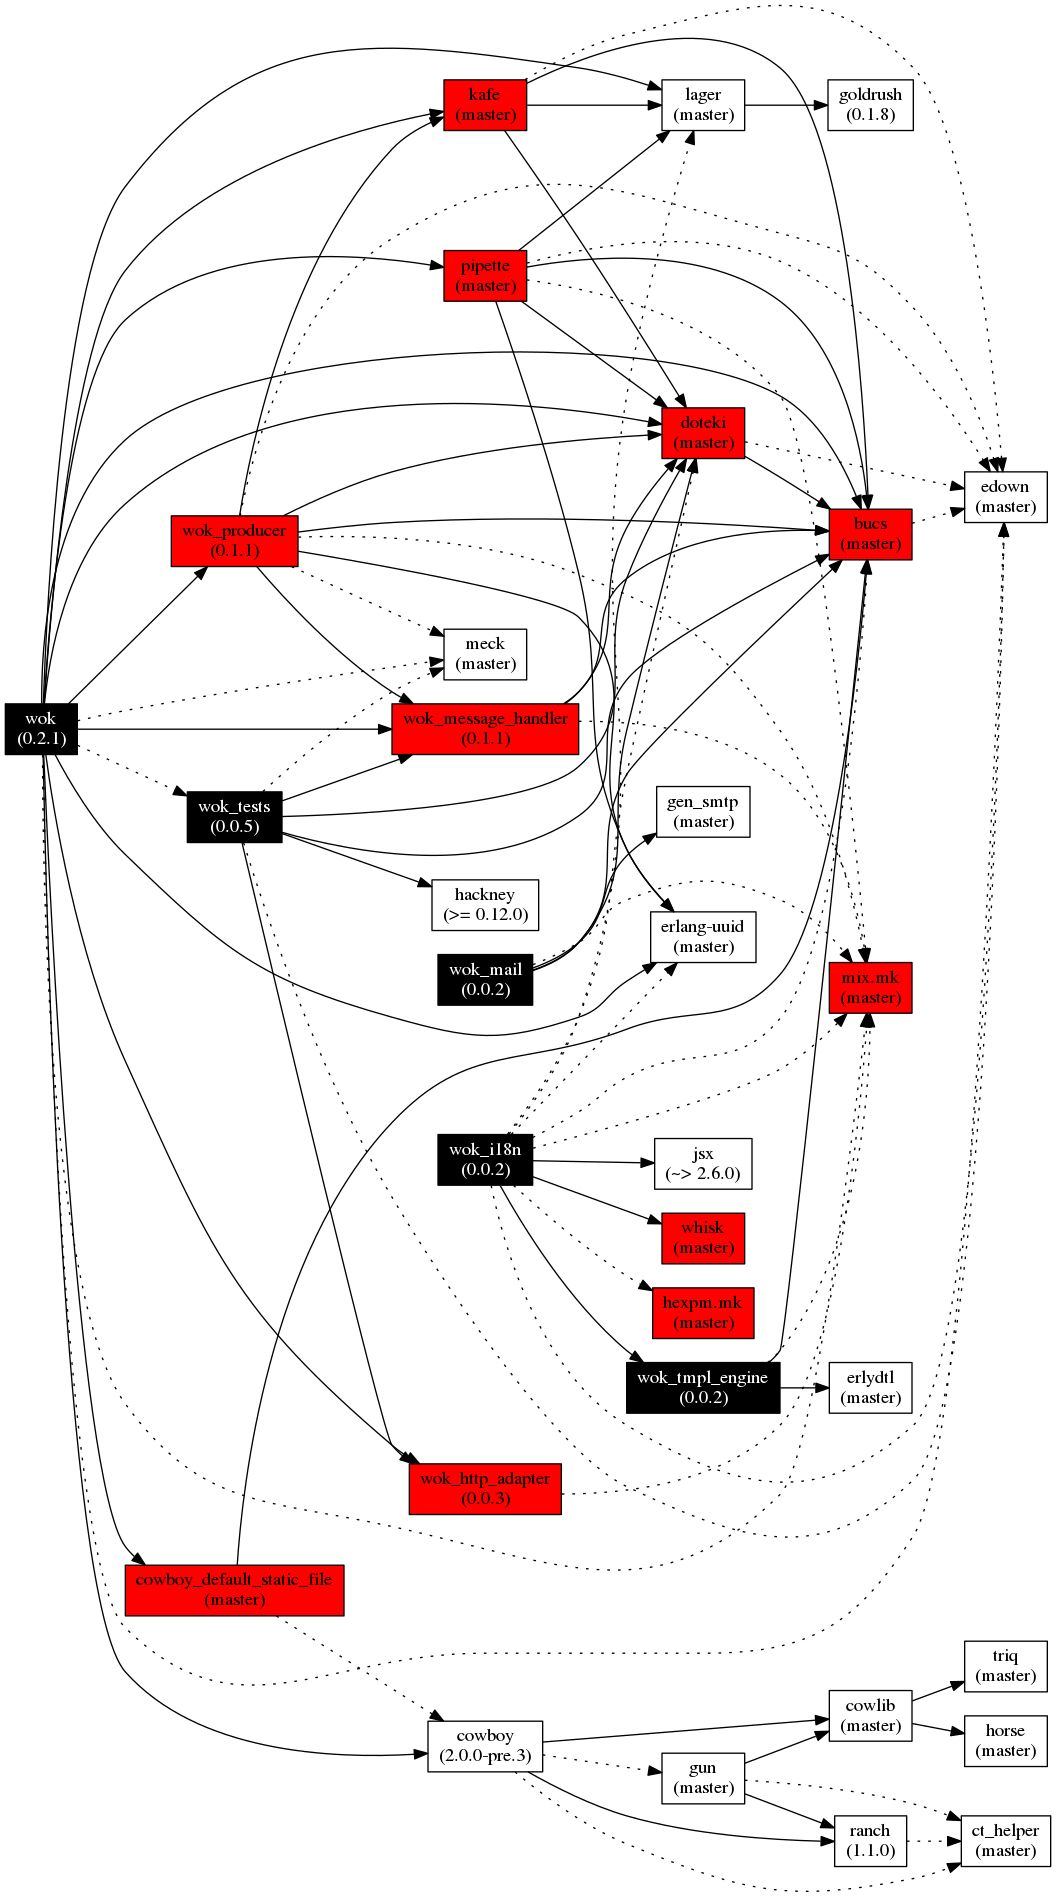 kafe
(master)
lager
(master)
goldrush
(0.1.8)
pipette
(master)
doteki
(master)
edown
(master)
wok_producer
(0.1.1)
bucs
(master)
meck
(master)
wok
(0.2.1)
wok_message_handler
(0.1.1)
wok_tests
(0.0.5)
gen_smtp
(master)
hackney
(>= 0.12.0)
erlang-uuid
(master)
wok_mail
(0.0.2)
mix.mk
(master)
wok_i18n
(0.0.2)
jsx
(~> 2.6.0)
whisk
(master)
hexpm.mk
(master)
wok_tmpl_engine
(0.0.2)
erlydtl
(master)
wok_http_adapter
(0.0.3)
cowboy_default_static_file
(master)
triq
(master)
cowlib
(master)
cowboy
(2.0.0-pre.3)
horse
(master)
gun
(master)
ranch
(1.1.0)
ct_helper
(master)